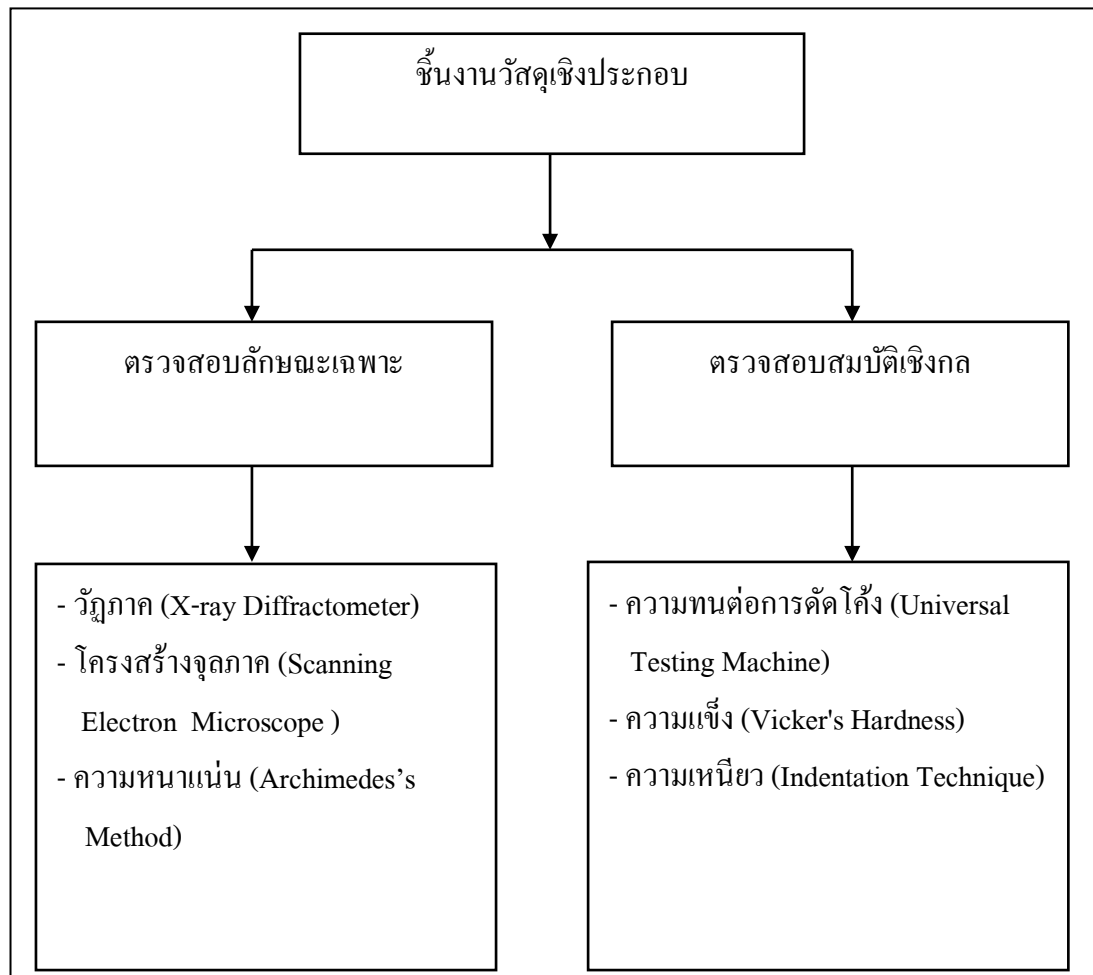 ชิ้นงานวัสดุเชิงประกอบ
ตรวจสอบลักษณะเฉพาะ
ตรวจสอบสมบัติเชิงกล
- วัฏภาค (X-ray Diffractometer)
- โครงสร้างจุลภาค (Scanning
Electron Microscope )
- ความหนาแน่น (Archimedes’s
Method)
- ความทนต่อการดัดโค้ง (Universal
Testing Machine)
- ความแข็ง (Vicker's Hardness)
- ความเหนียว (Indentation Technique)